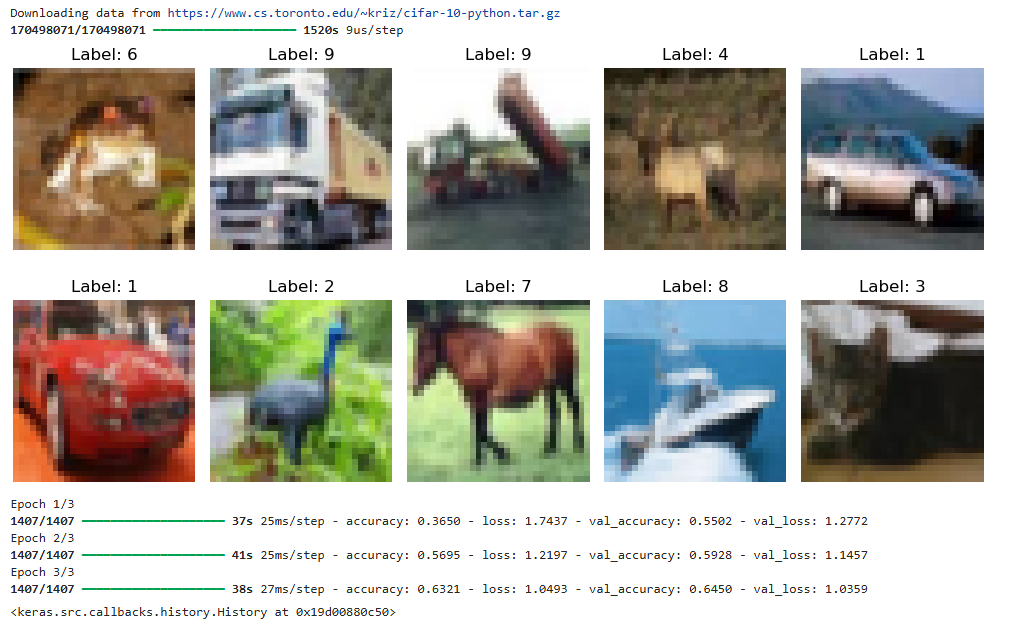 Downloading data from https://www.cs.toronto.edu/~kriz/cifar-10-python.tar.gz
170498071/170498071 ━━━━━━━━━━━━━━━━━━━━ 1520s 9us/step
Label: 6 Label: 9 Label: 9 Label: 4 Label: 1
Label: 1 Label: 2 Label: 7 Label: 8 Label: 3
Epoch 1/3
1407/1407 ━━━━━━━━━━━━━━━━━━━━ 37s 25ms/step - accuracy: 0.3650 - loss: 1.7437 - val_accuracy: 0.5502 - val_loss: 1.2772
Epoch 2/3
1407/1407 ━━━━━━━━━━━━━━━━━━━━ 41s 25ms/step - accuracy: 0.5695 - loss: 1.2197 - val_accuracy: 0.5928 - val_loss: 1.1457
Epoch 3/3
1407/1407 ━━━━━━━━━━━━━━━━━━━━ 38s 27ms/step - accuracy: 0.6321 - loss: 1.0493 - val_accuracy: 0.6450 - val_loss: 1.0359
<keras.src.callbacks.history.History at 0x19d00880c50>